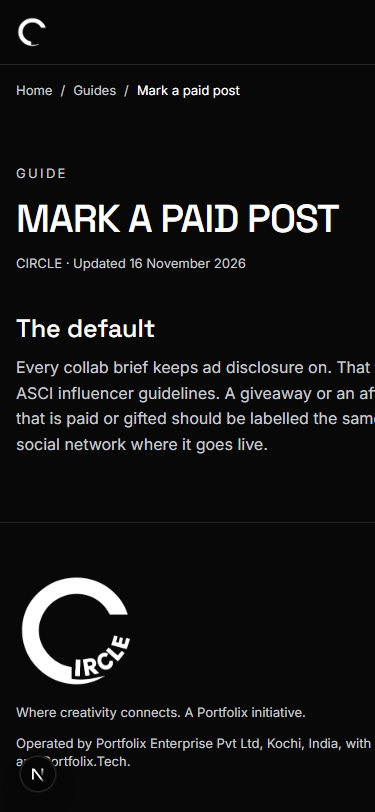 Home / Guides / Mark a paid post
GUIDE
MARK A PAID POST
CIRCLE · Updated 16 November 2026
The default
Every collab brief keeps ad disclosure on. That
ASCI influencer guidelines. A giveaway or an
that is paid or gifted should be labelled the
social network where it goes live.
IRCLE
Where creativity connects. A Portfolix initiative.
Operated by Portfolix Enterprise Pvt Ltd, Kochi, India, with
Portfolix.Tech.
N